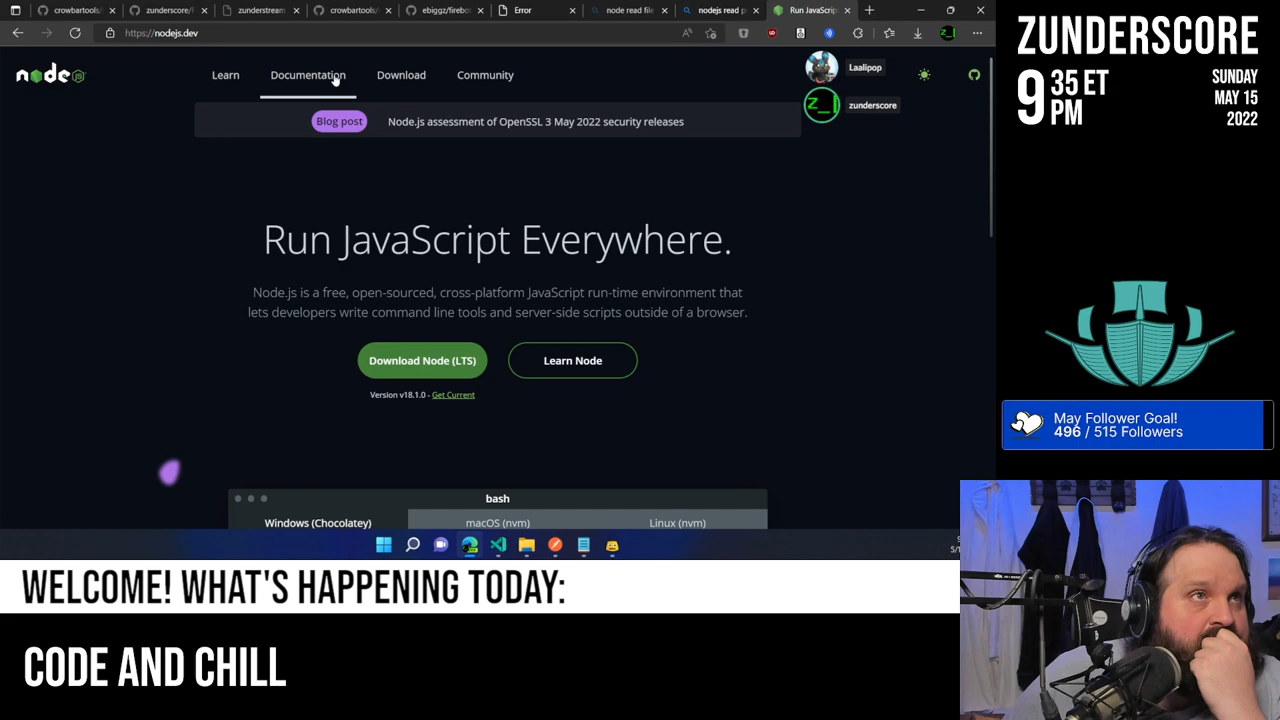 crowbartools/
zunderscore/f
zunderstream
crowbartools/
ebiggz/firebo
Error
node read file
nodejs read p
Run JavaScrip
https://nodejs.dev
node JS
Learn
Documentation
Download
Community
Laalipop
z_
zunderscore
Blog post
Node.js assessment of OpenSSL 3 May 2022 security releases
Run JavaScript Everywhere.
Node.js is a free, open-sourced, cross-platform JavaScript run-time environment that
lets developers write command line tools and server-side scripts outside of a browser.
Download Node (LTS)
Learn Node
Version v18.1.0 - Get Current
bash
Windows (Chocolatey)
macOS (nvm)
Linux (nvm)
ZUNDERSCORE
9 35 ET
PM
SUNDAY
MAY 15
2022
May Follower Goal!
496 / 515 Followers
WELCOME! WHAT'S HAPPENING TODAY:
CODE AND CHILL